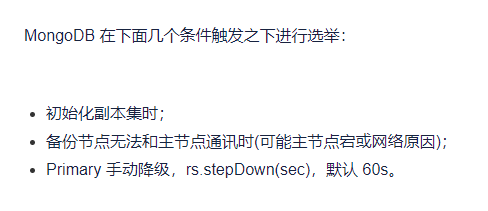 MongoDB 在下面几个条件触发之下进行选举：
初始化副本集时；
备份节点无法和主节点通讯时(可能主节点宕或网络原因)；
Primary 手动降级，rs.stepDown(sec)，默认 60s。